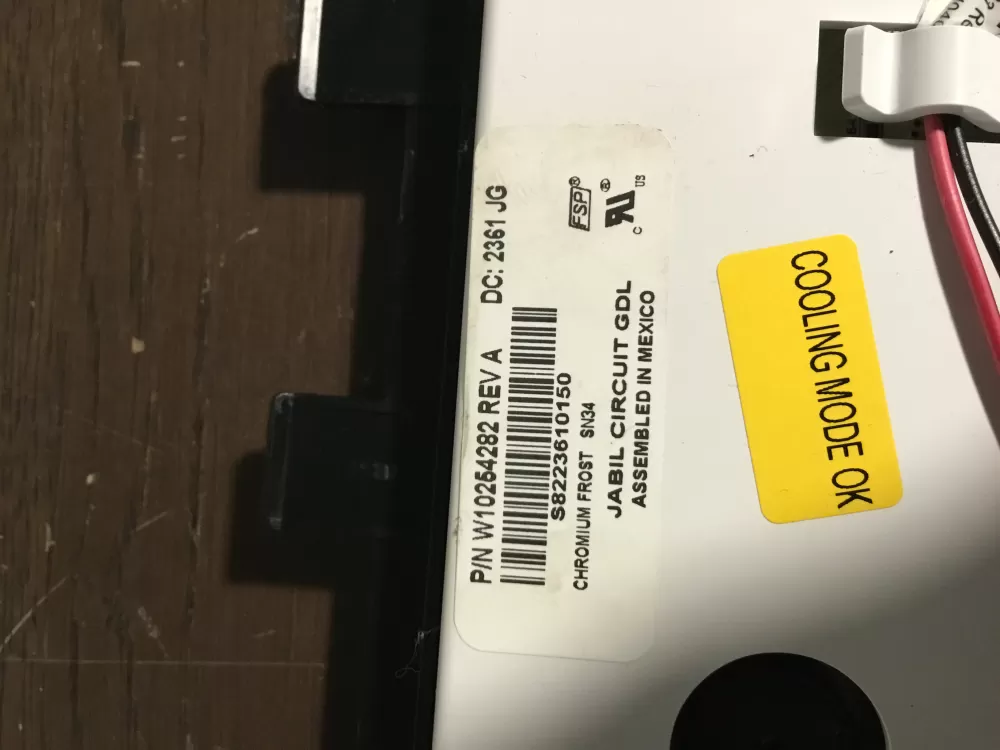 P/N W10254282 REV A DC: 2361 JG
S82223610150
CHROMIUM FROST SN34
JABIL CIRCUIT GDL
ASSEMBLED IN MEXICO
FSP®
C US ®
COOLING MODE OK